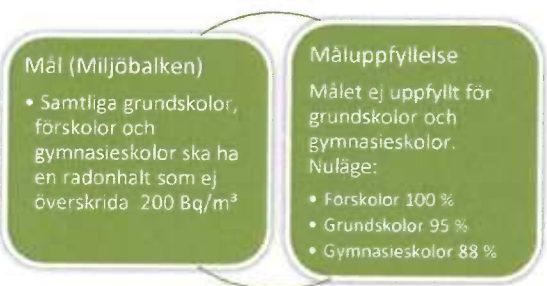 Mål (Miljöbalken)
• Samtliga grundskolor,
förskolor och
gymnasieskolor ska ha
en radonhalt som ej
överskrida 200 Bq/m³
Måluppfyllelse
Målet ej uppfyllt för
grundskolor och
gymnasieskolor.
Nuläge:
• Förskolor 100 %
• Grundskolor 95 %
• Gymnasieskolor 88 %